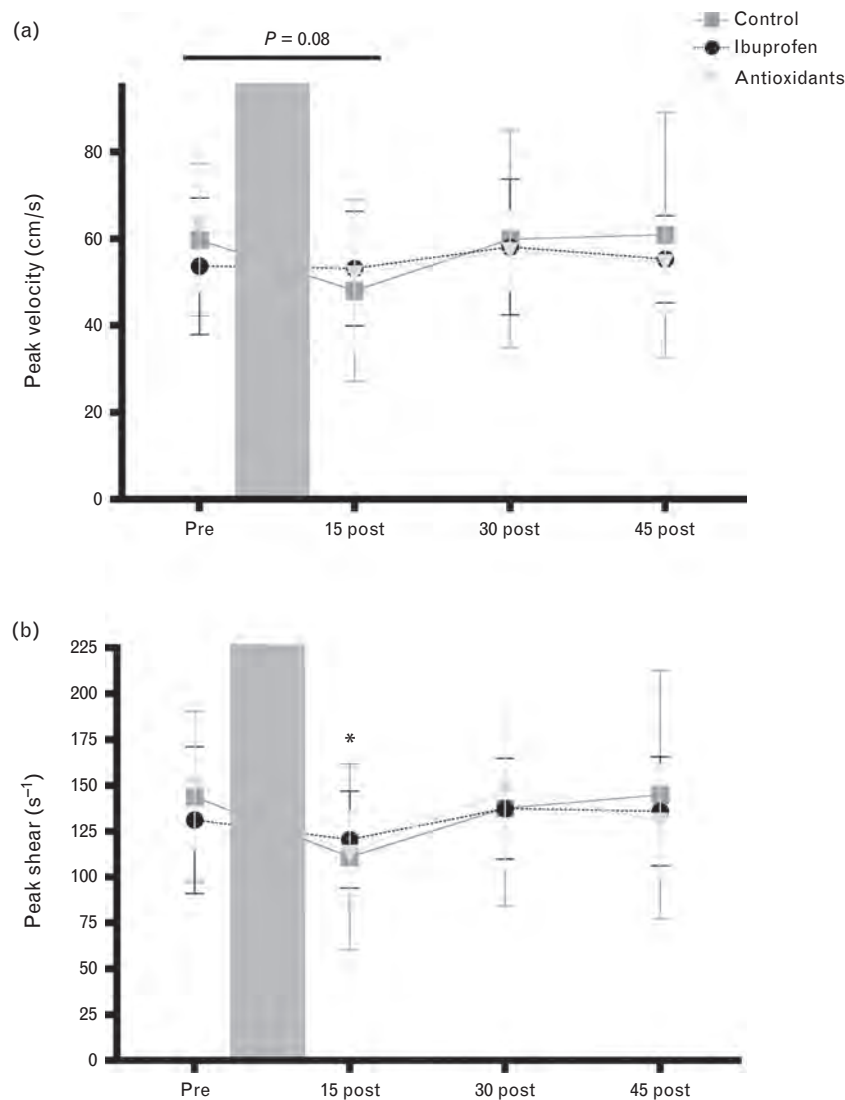 (a)
P = 0.08
Control
Ibuprofen
Antioxidants
Peak velocity (cm/s)
80
60
40
20
0
Pre
15 post
30 post
45 post
(b)
Peak shear (s⁻¹)
225
200
175
150
125
100
75
50
25
0
*
Pre
15 post
30 post
45 post